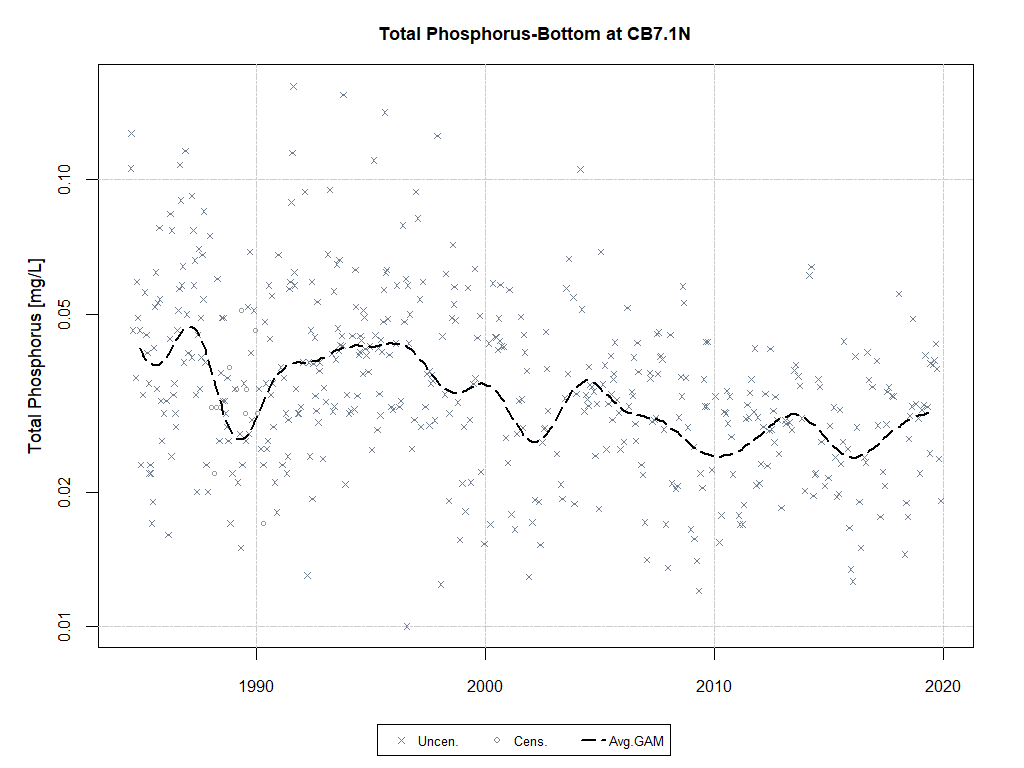 Total Phosphorus-Bottom at CB7.1N
Total Phosphorus [mg/L]
0.10
0.05
0.02
0.01
1990 2000 2010 2020
Uncen. Cens. Avg.GAM